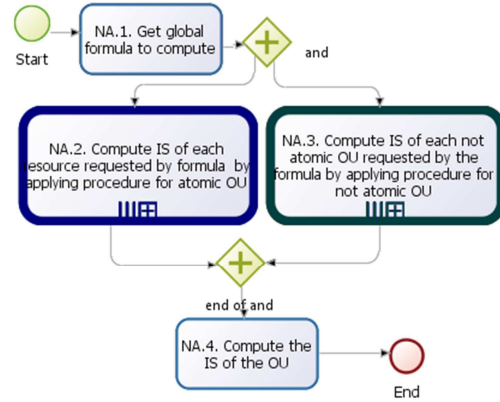 Start
NA.1. Get global
formula to compute
and
NA.2. Compute IS of each
resource requested by formula by
applying procedure for atomic OU
NA.3. Compute IS of each not
atomic OU requested by the
formula by applying procedure for
not atomic OU
end of and
NA.4. Compute the
IS of the OU
End